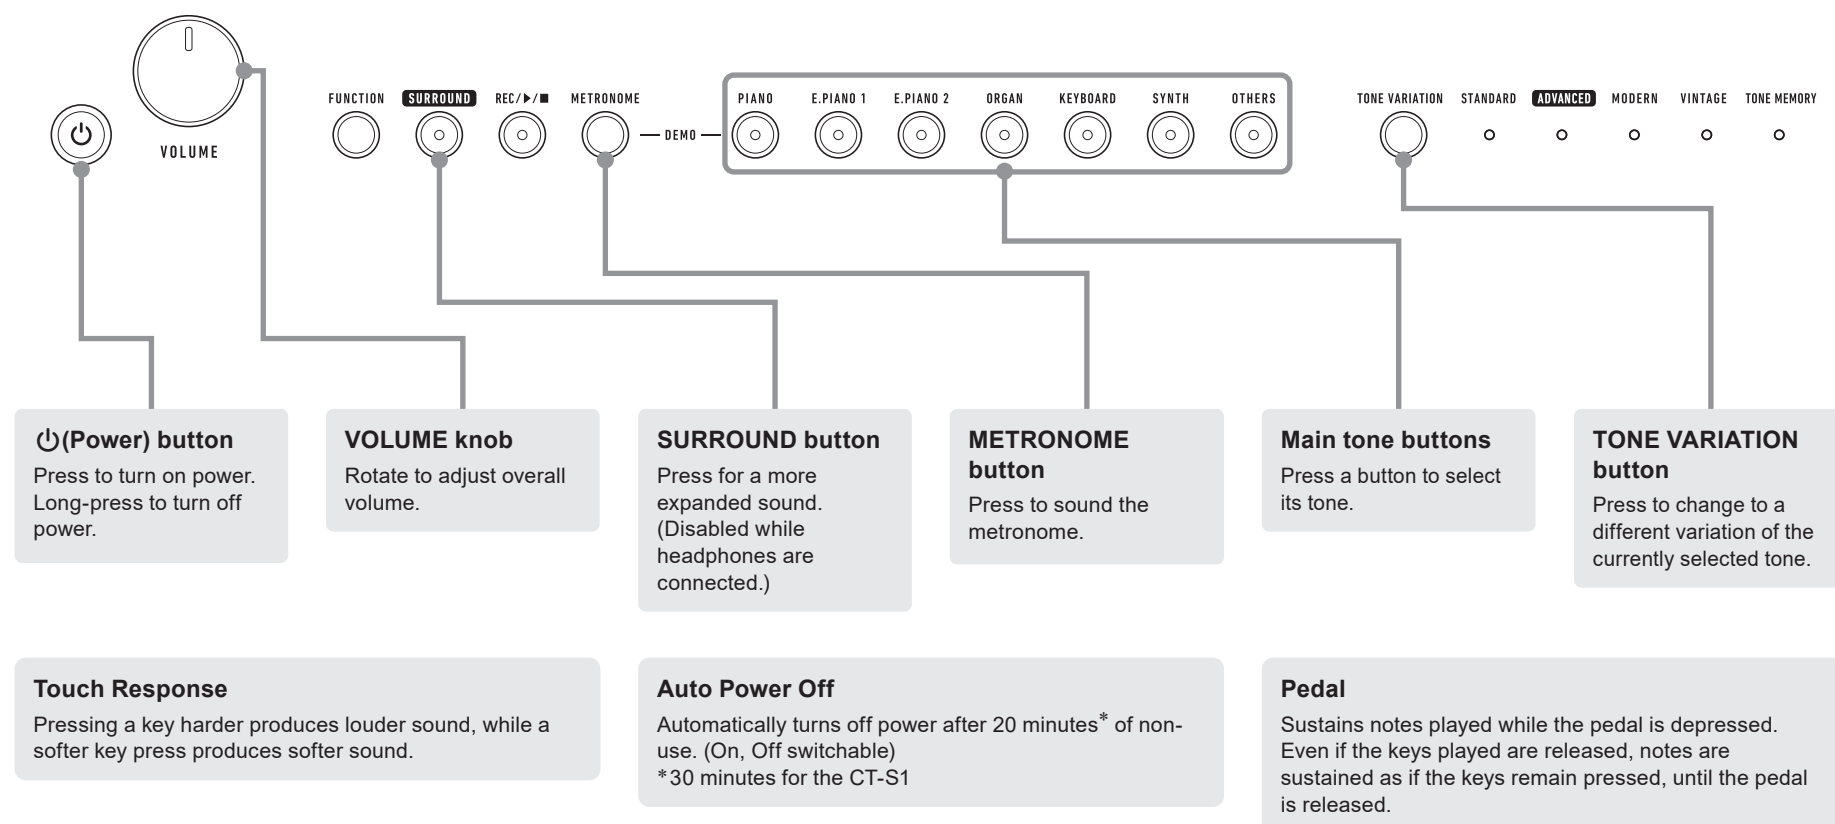 FUNCTION SURROUND REC/▶/■ METRONOME PIANO E.PIANO 1 E.PIANO 2 ORGAN KEYBOARD SYNTH OTHERS TONE VARIATION STANDARD ADVANCED MODERN VINTAGE TONE MEMORY
DEMO
VOLUME
⏻(Power) button
Press to turn on power.
Long-press to turn off
power.
VOLUME knob
Rotate to adjust overall
volume.
SURROUND button
Press for a more
expanded sound.
(Disabled while
headphones are
connected.)
METRONOME
button
Press to sound the
metronome.
Main tone buttons
Press a button to select
its tone.
TONE VARIATION
button
Press to change to a
different variation of the
currently selected tone.
Touch Response
Pressing a key harder produces louder sound, while a
softer key press produces softer sound.
Auto Power Off
Automatically turns off power after 20 minutes* of non-
use. (On, Off switchable)
*30 minutes for the CT-S1
Pedal
Sustains notes played while the pedal is depressed.
Even if the keys played are released, notes are
sustained as if the keys remain pressed, until the pedal
is released.